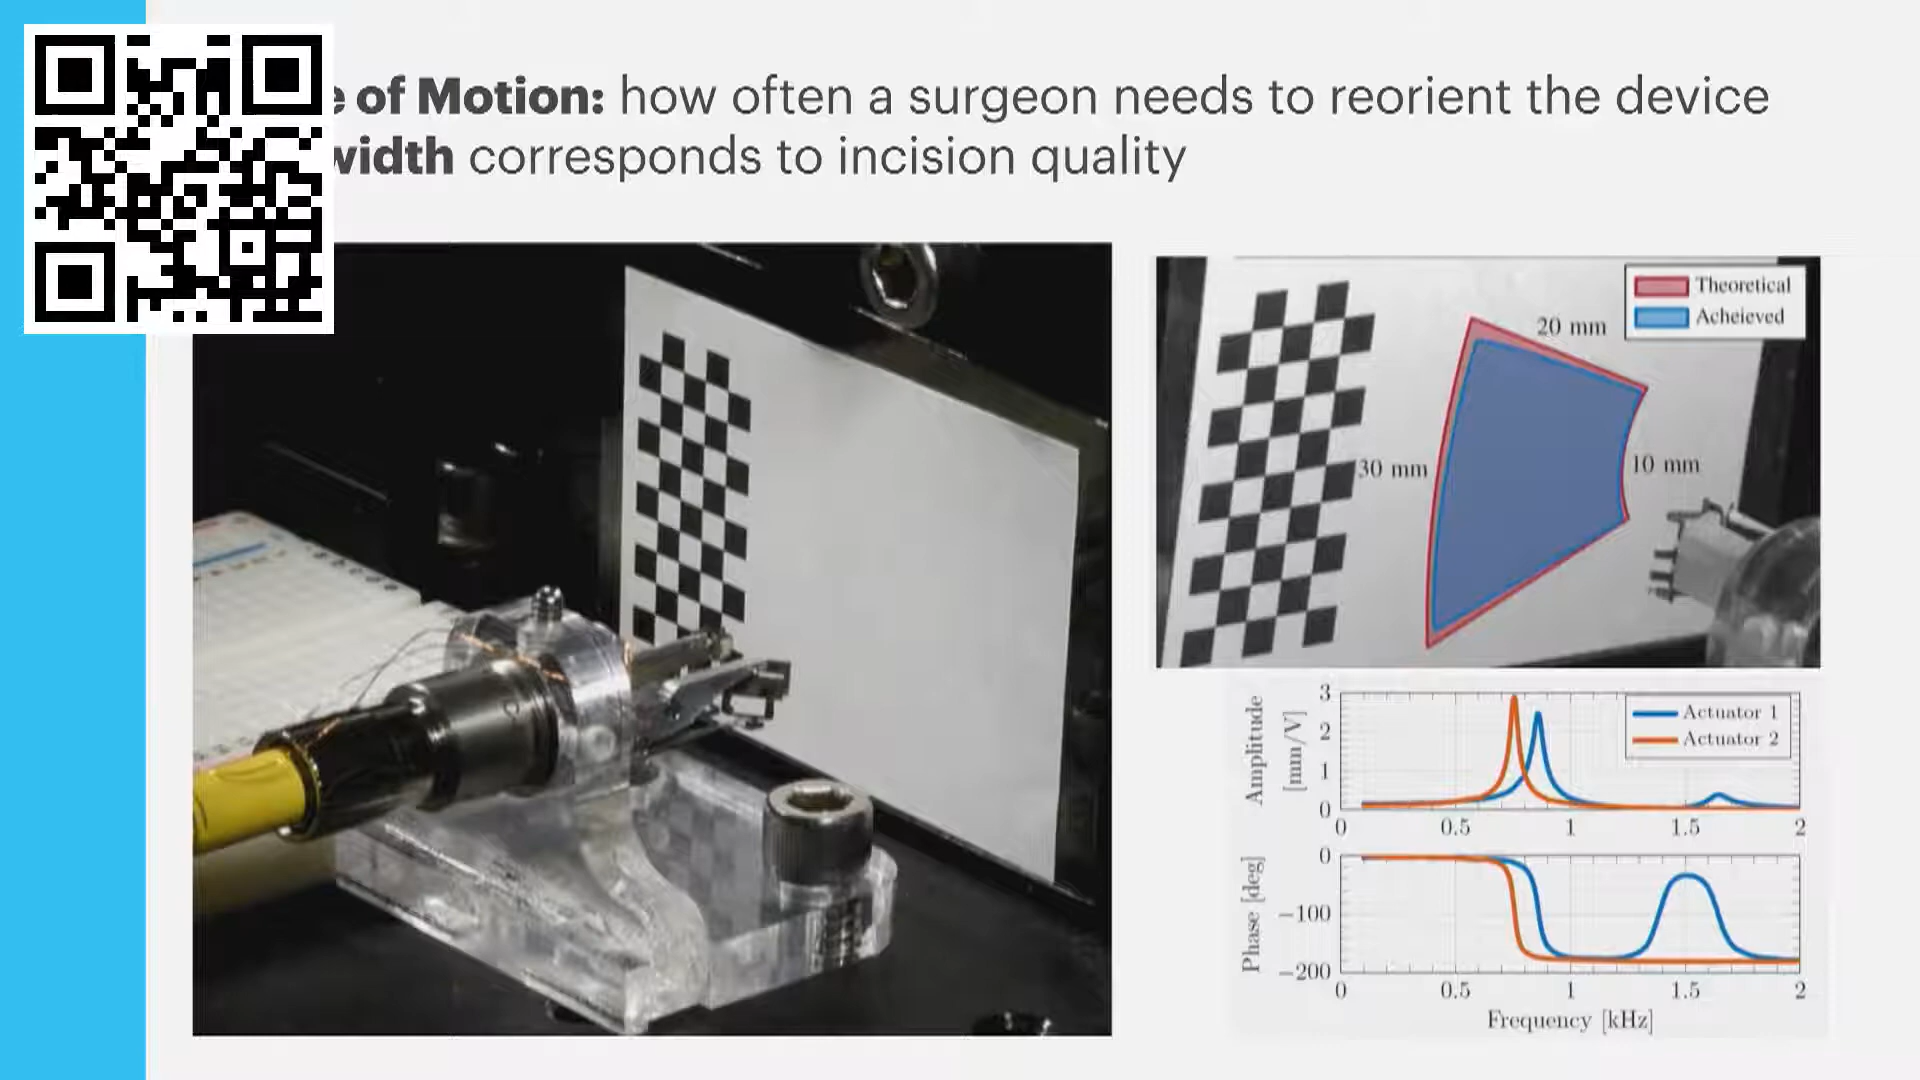 e of Motion: how often a surgeon needs to reorient the device
width corresponds to incision quality
Theoretical
Acheieved
20 mm
30 mm
10 mm
Amplitude
[mm/V]
3
2
1
0
Actuator 1
Actuator 2
0 0.5 1 1.5 2
Phase [deg]
0
−100
−200
0 0.5 1 1.5 2
Frequency [kHz]